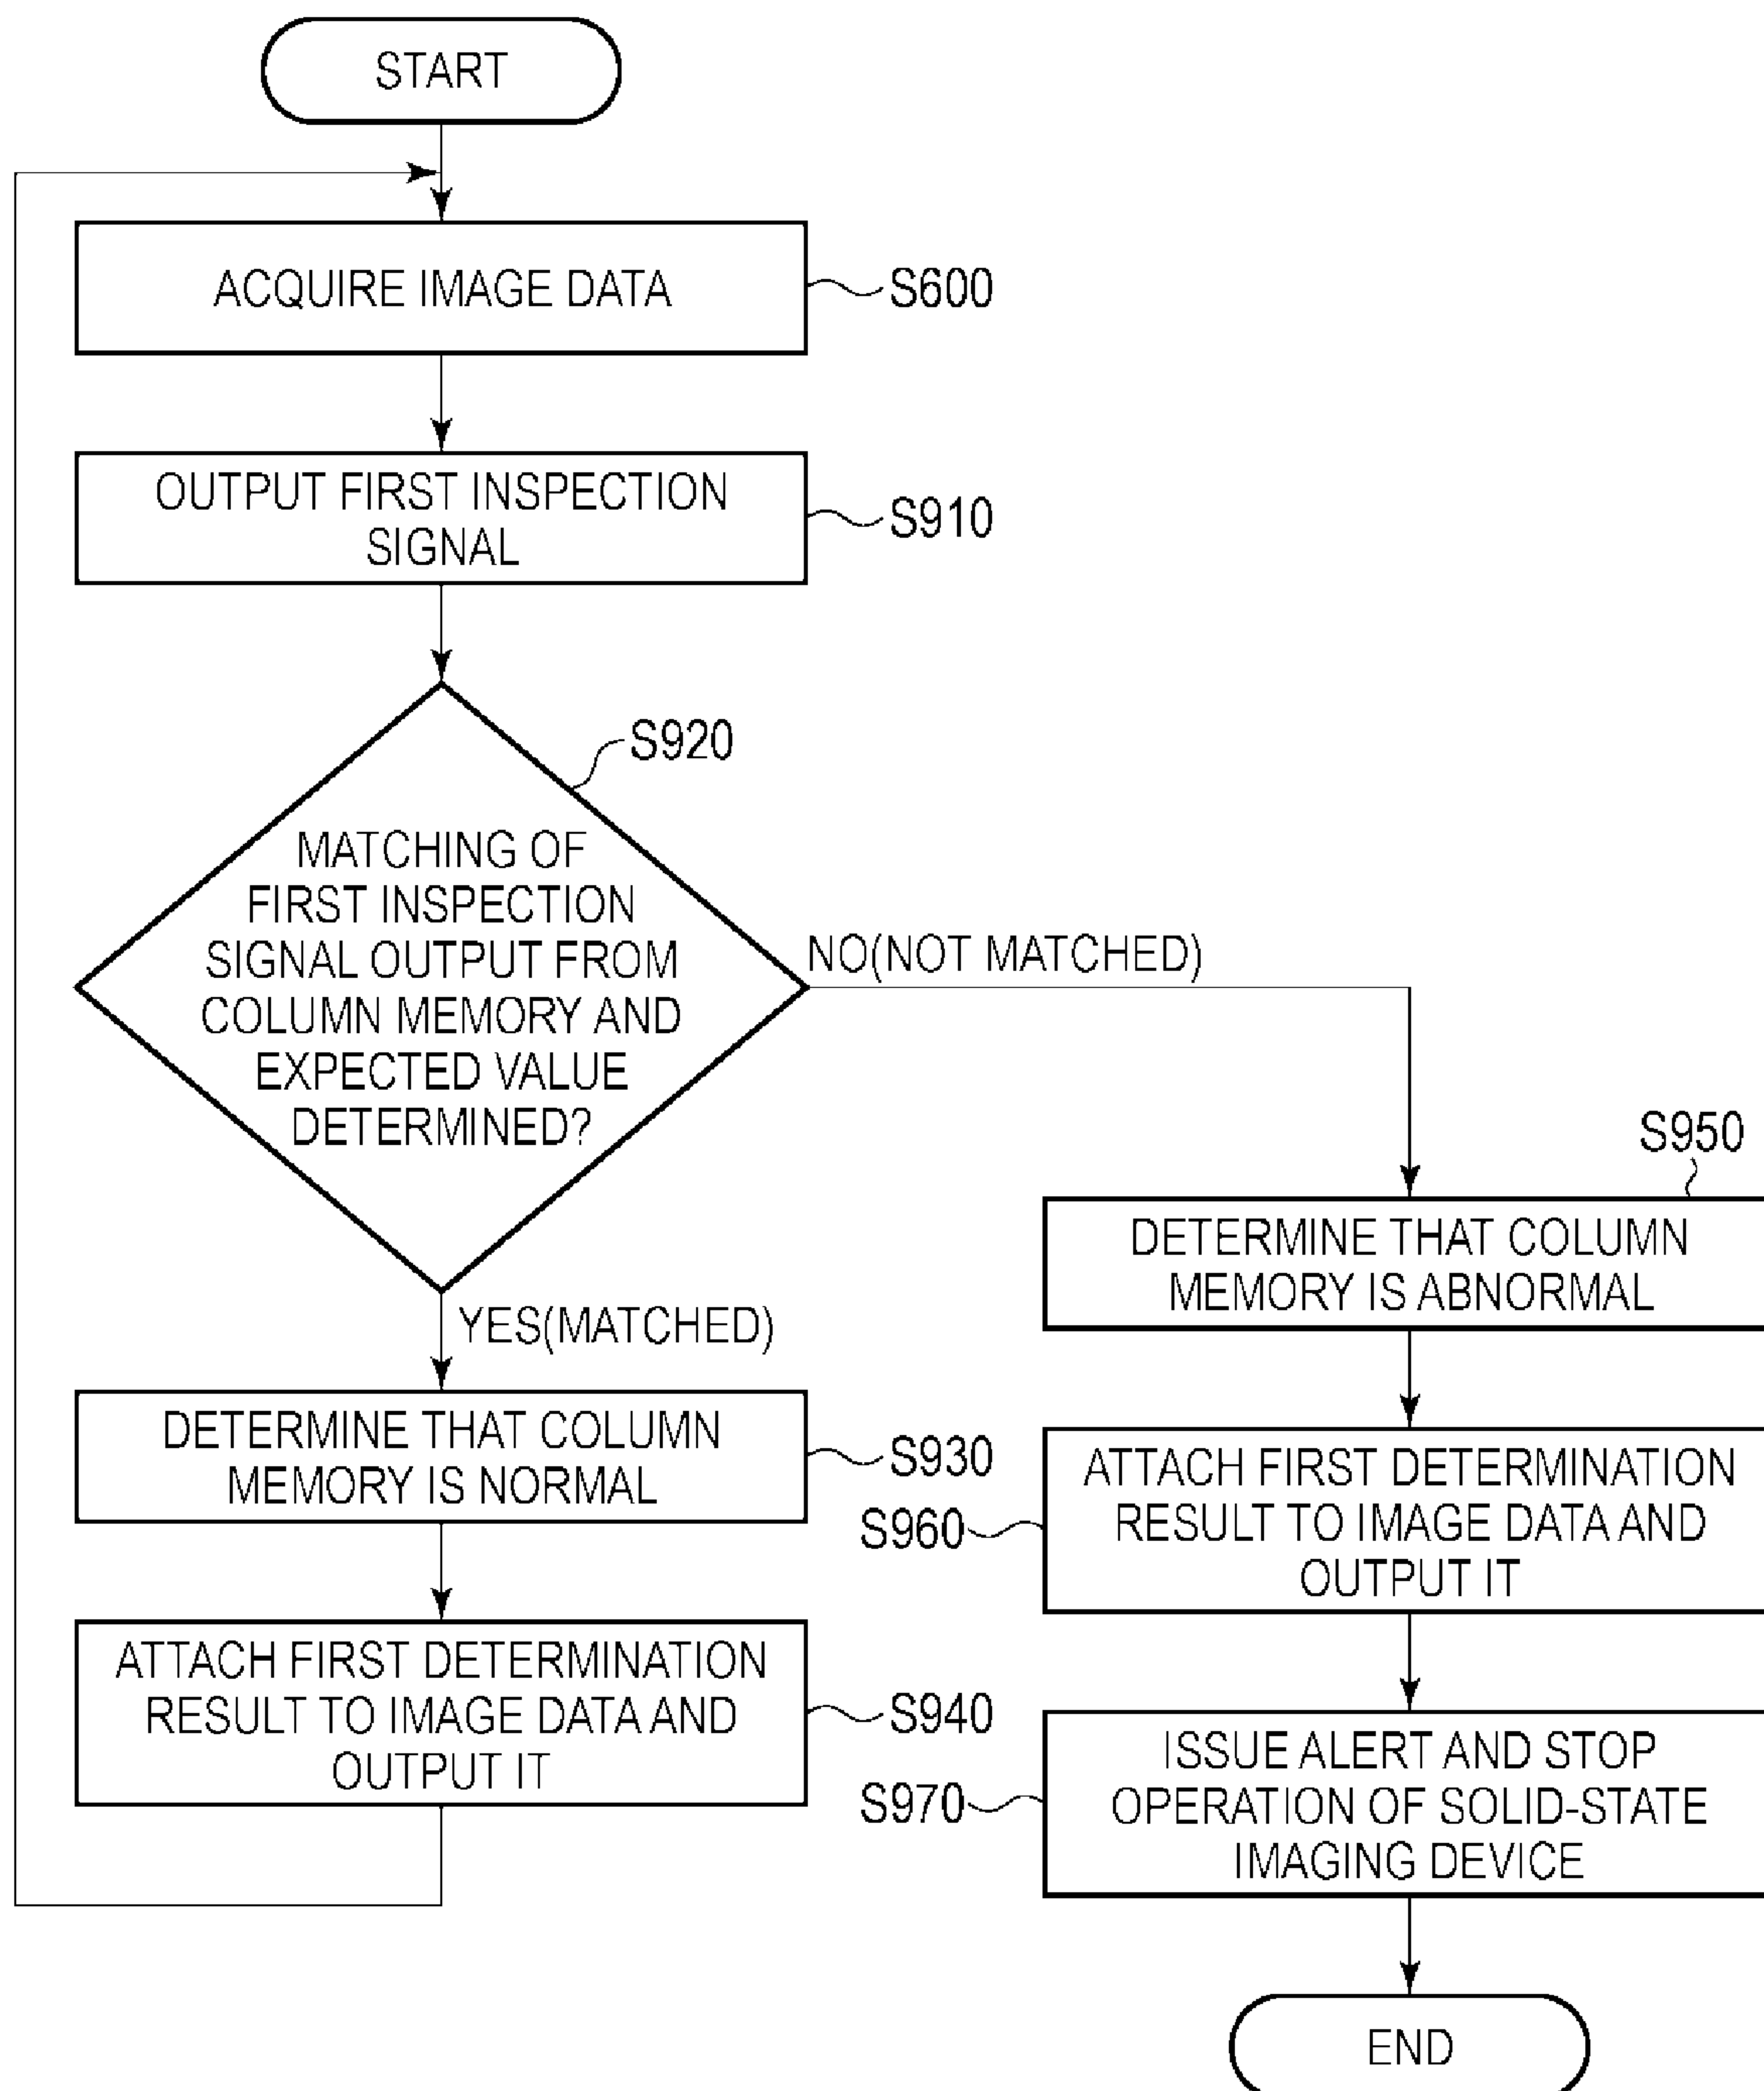 START
ACQUIRE IMAGE DATA
S600
OUTPUT FIRST INSPECTION
SIGNAL
S910
S920
MATCHING OF
FIRST INSPECTION
SIGNAL OUTPUT FROM
COLUMN MEMORY AND
EXPECTED VALUE
DETERMINED?
NO(NOT MATCHED)
YES(MATCHED)
DETERMINE THAT COLUMN
MEMORY IS NORMAL
S930
ATTACH FIRST DETERMINATION
RESULT TO IMAGE DATA AND
OUTPUT IT
S940
S950
DETERMINE THAT COLUMN
MEMORY IS ABNORMAL
S960
ATTACH FIRST DETERMINATION
RESULT TO IMAGE DATA AND
OUTPUT IT
S970
ISSUE ALERT AND STOP
OPERATION OF SOLID-STATE
IMAGING DEVICE
END